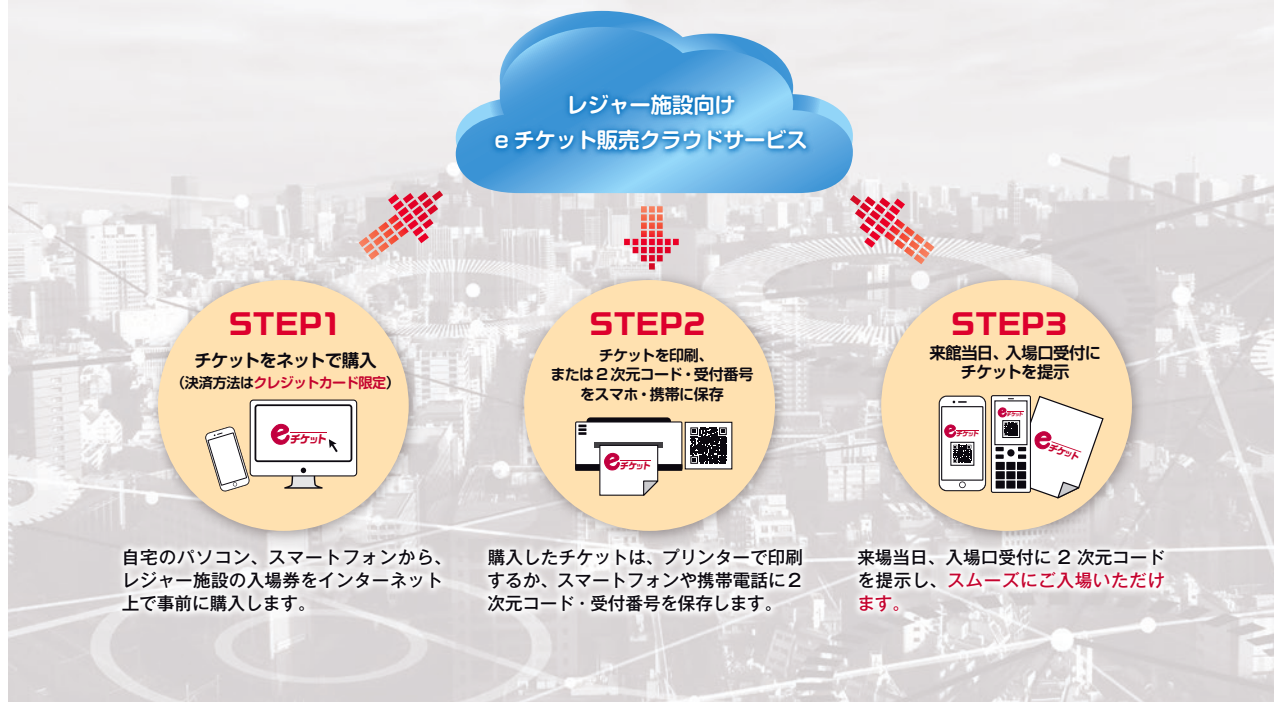 レジャー施設向け
eチケット販売クラウドサービス
STEP1
チケットをネットで購入
(決済方法はクレジットカード限定)
eチケット
自宅のパソコン、スマートフォンから、
レジャー施設の入場券をインターネット
上で事前に購入します。
STEP2
チケットを印刷、
または2次元コード・受付番号
をスマホ・携帯に保存
eチケット
購入したチケットは、プリンターで印刷
するか、スマートフォンや携帯電話に2
次元コード・受付番号を保存します。
STEP3
来館当日、入場口受付に
チケットを提示
eチケット
eチケット
eチケット
来場当日、入場口受付に 2 次元コード
を提示し、スムーズにご入場いただけ
ます。